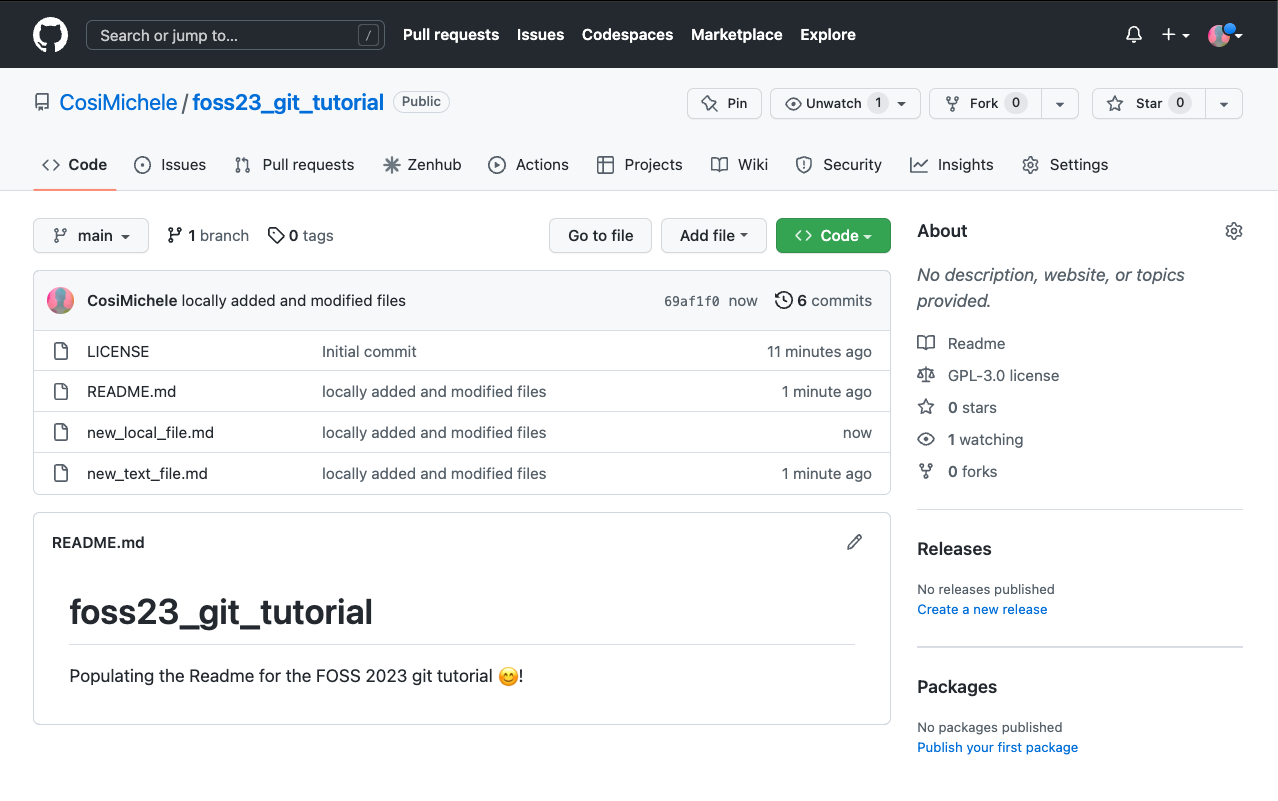 Search or jump to... / Pull requests Issues Codespaces Marketplace Explore
CosiMichele / foss23_git_tutorial Public Pin Unwatch 1 Fork 0 Star 0
Code Issues Pull requests Zenhub Actions Projects Wiki Security Insights Settings
main 1 branch 0 tags Go to file Add file Code
CosiMichele locally added and modified files 69af1f0 now 6 commits
LICENSE Initial commit 11 minutes ago
README.md locally added and modified files 1 minute ago
new_local_file.md locally added and modified files now
new_text_file.md locally added and modified files 1 minute ago
README.md
foss23_git_tutorial
Populating the Readme for the FOSS 2023 git tutorial 😊!
About
No description, website, or topics
provided.
Readme
GPL-3.0 license
0 stars
1 watching
0 forks
Releases
No releases published
Create a new release
Packages
No packages published
Publish your first package